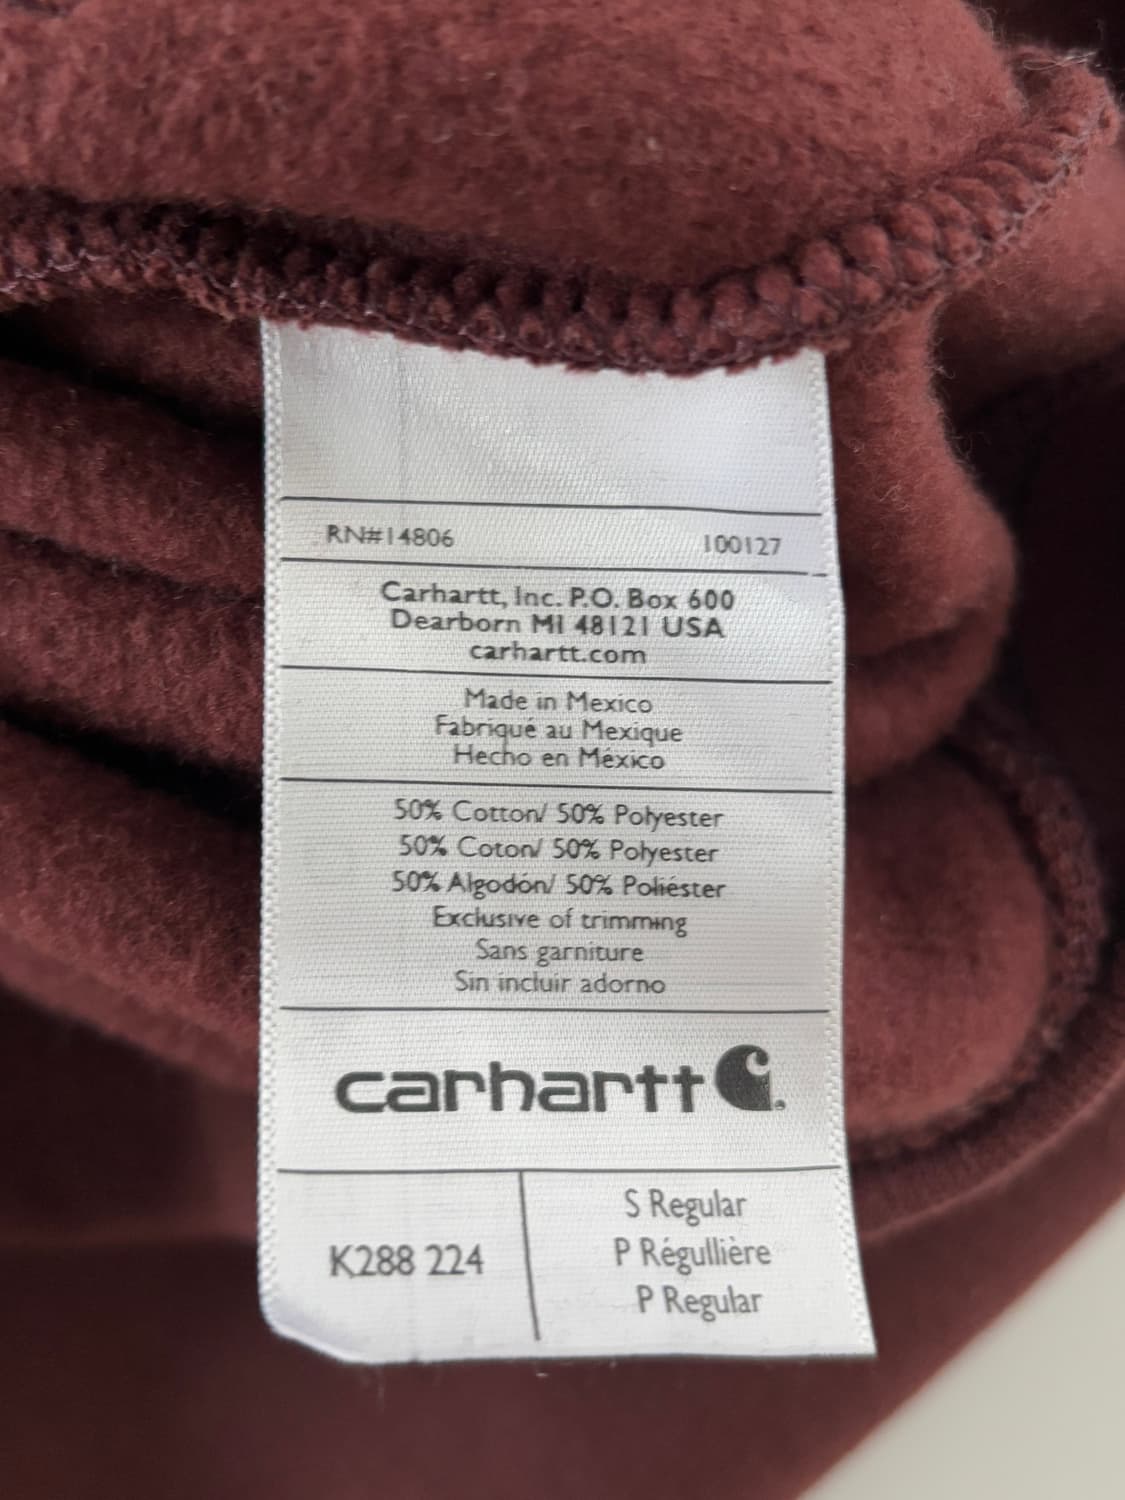 RN#14806 100127
Carhartt, Inc. P.O. Box 600
Dearborn MI 48121 USA
carhartt.com
Made in Mexico
Fabriqué au Mexique
Hecho en México
50% Cotton/ 50% Polyester
50% Coton/ 50% Polyester
50% Algodón/ 50% Poliéster
Exclusive of trimming
Sans garniture
Sin incluir adorno
carhartt
K288 224
S Regular
P Régullière
P Regular